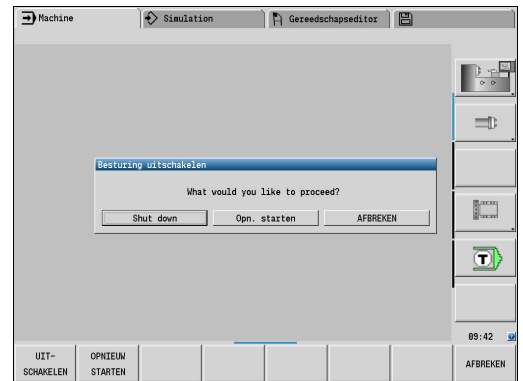 Machine
Simulation
Gereedschapseditor
Besturing uitschakelen
What would you like to proceed?
Shut down
Opn. starten
AFBREKEN
T
09:42
UIT-
SCHAKELEN
OPNIEUW
STARTEN
AFBREKEN